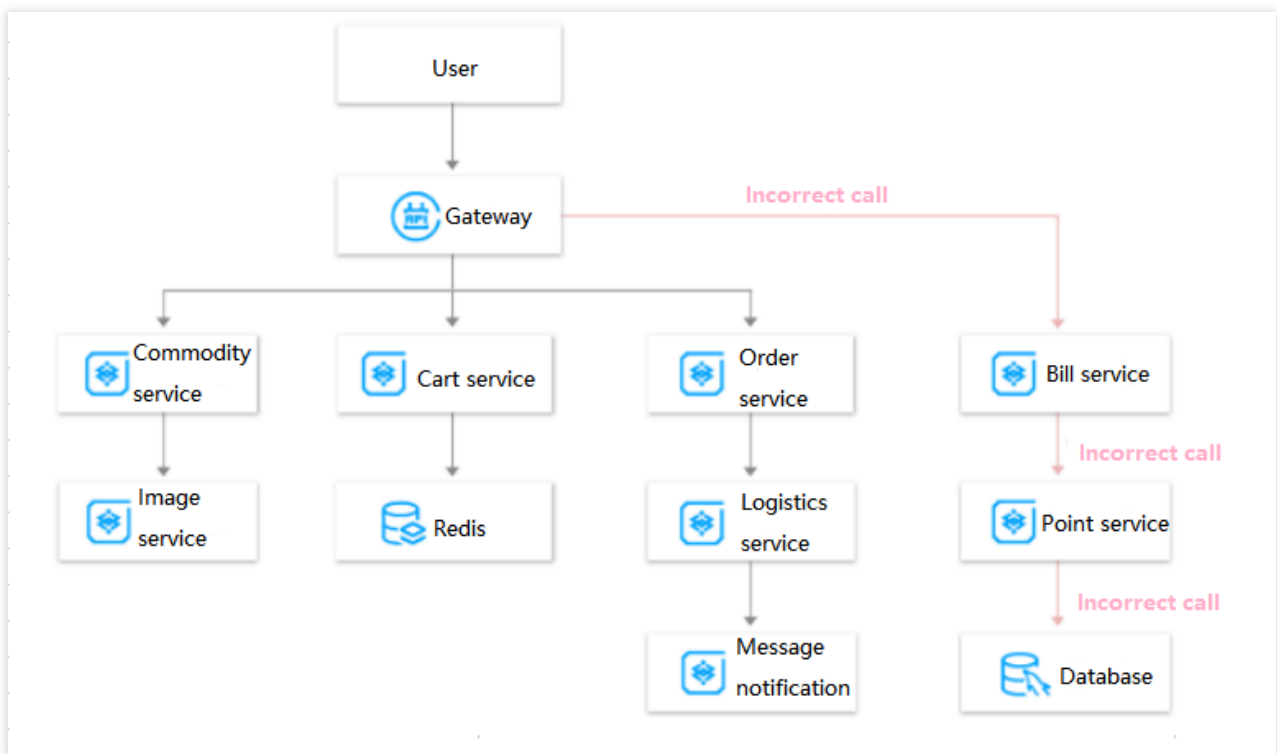 User
Incorrect call
API
Gateway
Commodity
service
Cart service
Order
service
Bill service
Incorrect call
Image
service
Redis
Logistics
service
Point service
Incorrect call
Message
notification
Database